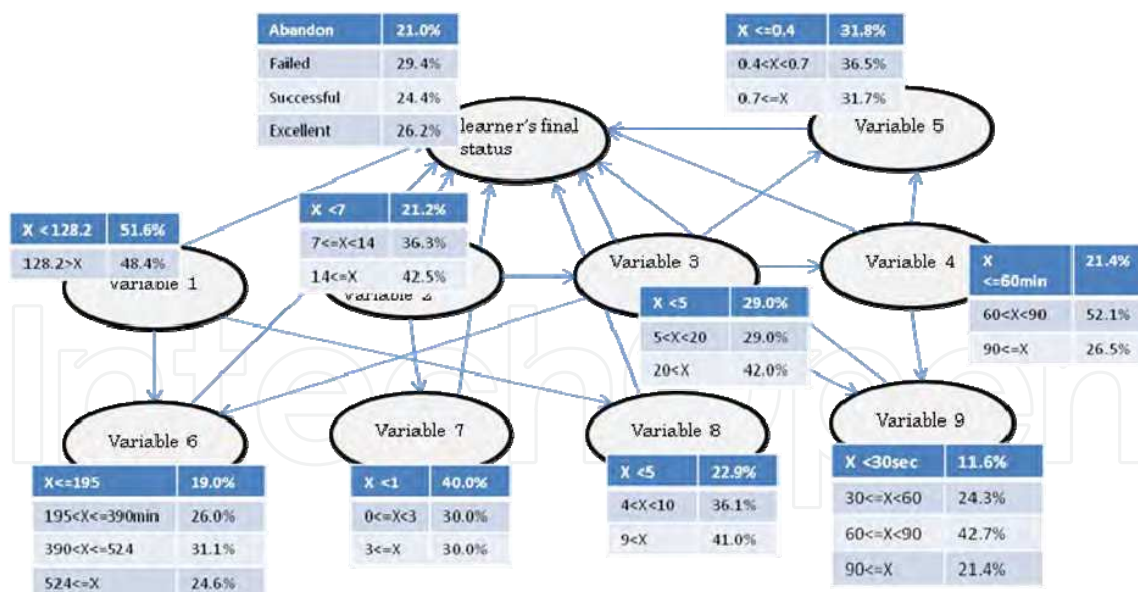 Abandon 21.0%
Failed 29.4%
Successful 24.4%
Excellent 26.2%
learner's final
status
X <=0.4 31.8%
0.4<X<0.7 36.5%
0.7<=X 31.7%
Variable 5
X <128.2 51.6%
128.2>X 48.4%
Variable 1
X <7 21.2%
7<=X<14 36.3%
14<=X 42.5%
Variable 2
Variable 3
X <5 29.0%
5<X<20 29.0%
20<X 42.0%
Variable 4
X 21.4%
<=60min
60<X<90 52.1%
90<=X 26.5%
Variable 6
X<=195 19.0%
195<X<=390min 26.0%
390<X<=524 31.1%
524<=X 24.6%
Variable 7
X <1 40.0%
0<=X<3 30.0%
3<=X 30.0%
Variable 8
X <5 22.9%
4<X<10 36.1%
9<X 41.0%
Variable 9
X <30sec 11.6%
30<=X<60 24.3%
60<=X<90 42.7%
90<=X 21.4%
IntechOpen